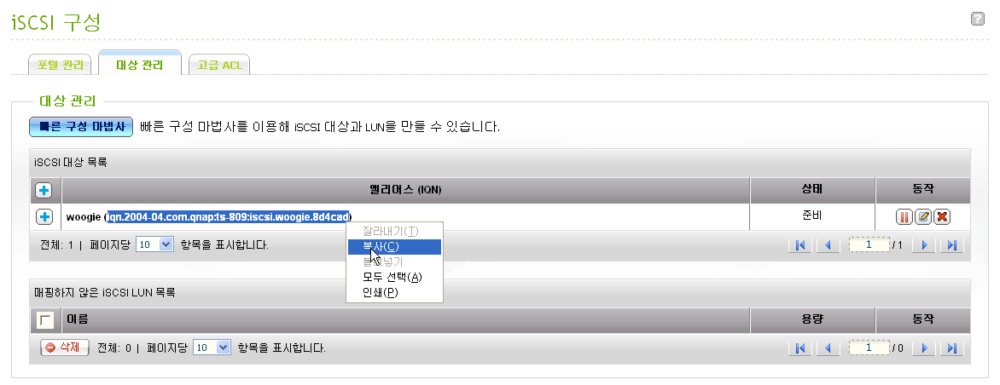 iSCSI 구성
?
포털 관리 대상 관리 고급 ACL
대상 관리
빠른 구성 마법사 빠른 구성 마법사를 이용해 iSCSI 대상과 LUN을 만들 수 있습니다.
iSCSI 대상 목록
앨리어스 (IQN) 상태 동작
woogie (iqn.2004-04.com.qnap:ts-809:iscsi.woogie.8d4cad) 준비
전체: 1 | 페이지당 10 항목을 표시합니다. 1 / 1
잘라내기(T)
복사(C)
붙여넣기
모두 선택(A)
인쇄(P)
매핑하지 않은 iSCSI LUN 목록
이름 용량 동작
삭제 전체: 0 | 페이지당 10 항목을 표시합니다. 1 / 0